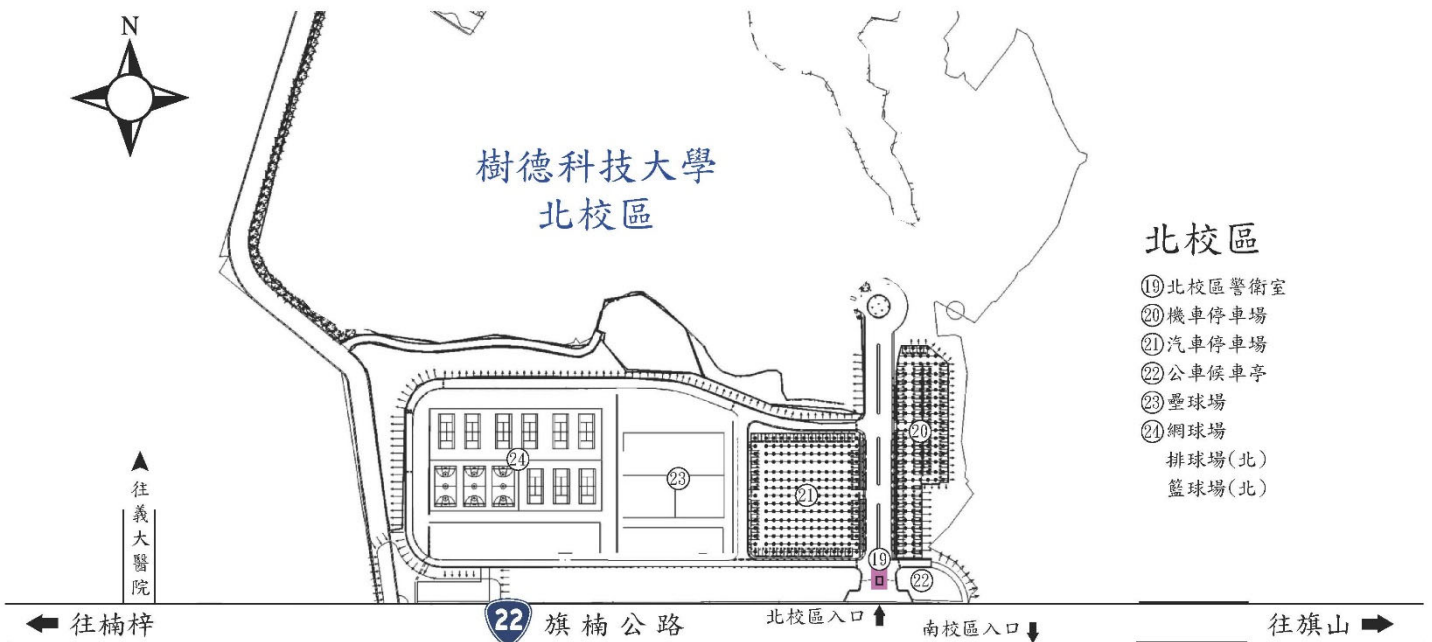 N
樹德科技大學
北校區
北校區
⑲北校區警衛室
⑳機車停車場
㉑汽車停車場
㉒公車候車亭
㉓壘球場
㉔網球場
排球場(北)
籃球場(北)
⑳
㉔
㉓
㉑
往義大醫院
⑲
㉒
往楠梓
22
旗楠公路
北校區入口
南校區入口
往旗山